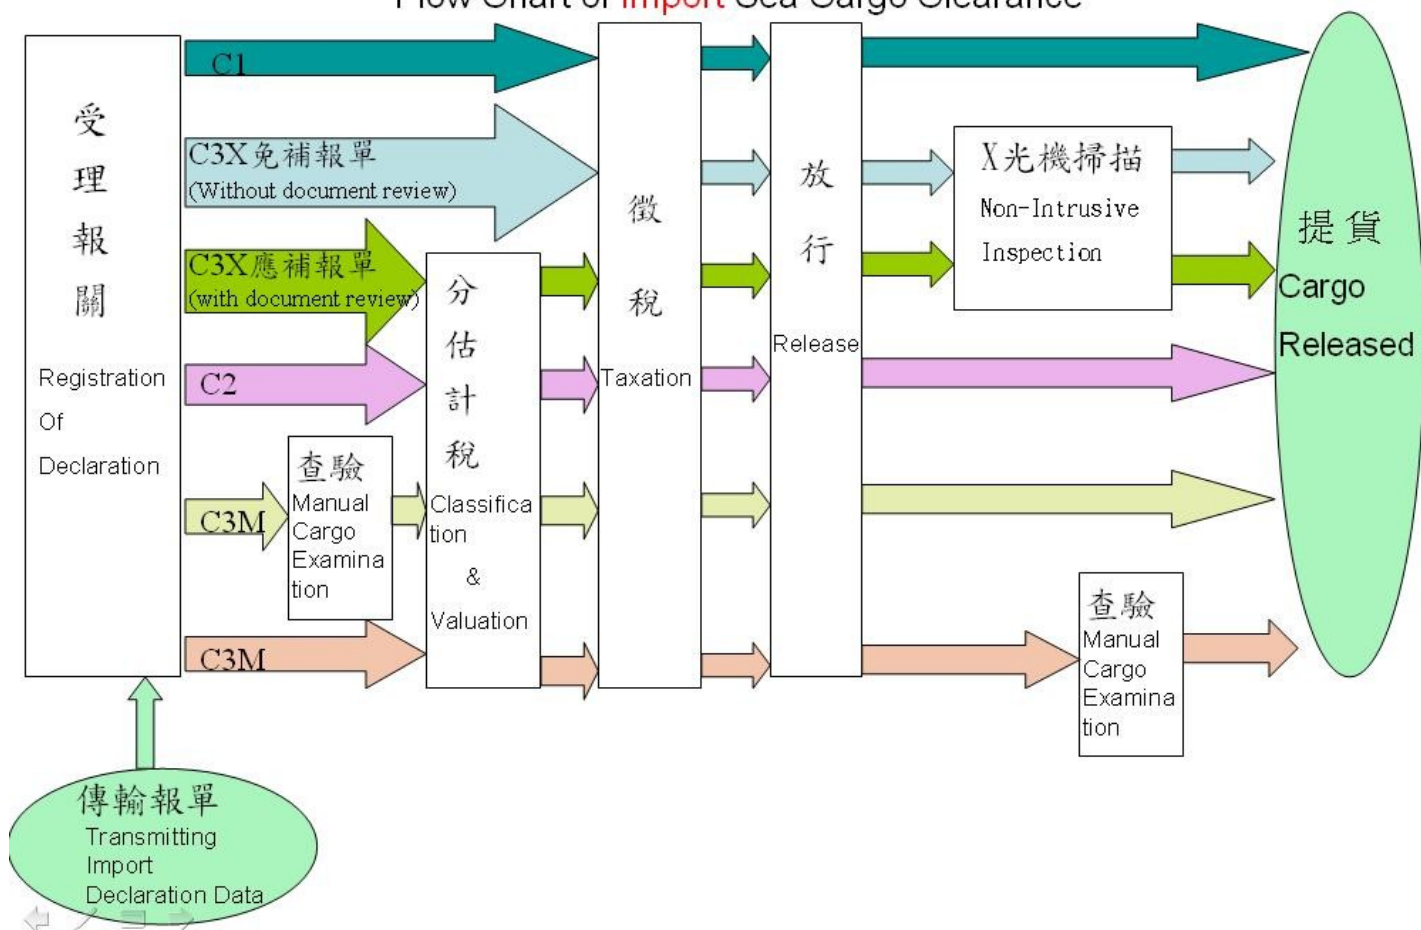 Flow Chart of Import Sea Cargo Clearance
受理報關
Registration
Of
Declaration
C1
C3X免補報單
(Without document review)
C3X應補報單
(with document review)
C2
C3M
查驗
Manual
Cargo
Examina
tion
C3M
分估計稅
Classifica
tion
&
Valuation
徵稅
Taxation
放行
Release
X光機掃描
Non-Intrusive
Inspection
查驗
Manual
Cargo
Examina
tion
提貨
Cargo
Released
傳輸報單
Transmitting
Import
Declaration Data